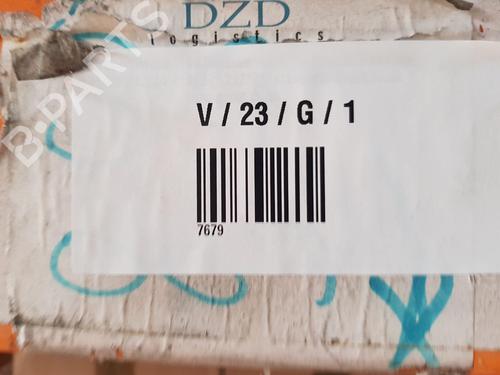 DZD
logistics
V / 23 / G / 1
7679
B-PARTS